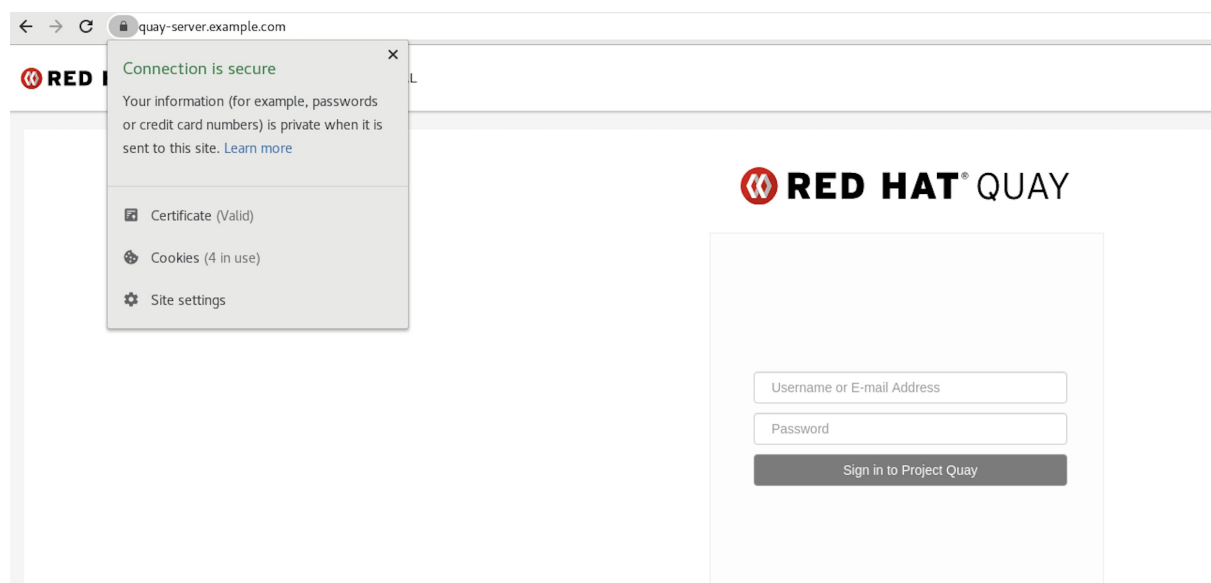 quay-server.example.com
RED
Connection is secure
Your information (for example, passwords
or credit card numbers) is private when it is
sent to this site. Learn more
Certificate (Valid)
Cookies (4 in use)
Site settings
RED HAT® QUAY
Username or E-mail Address
Password
Sign in to Project Quay